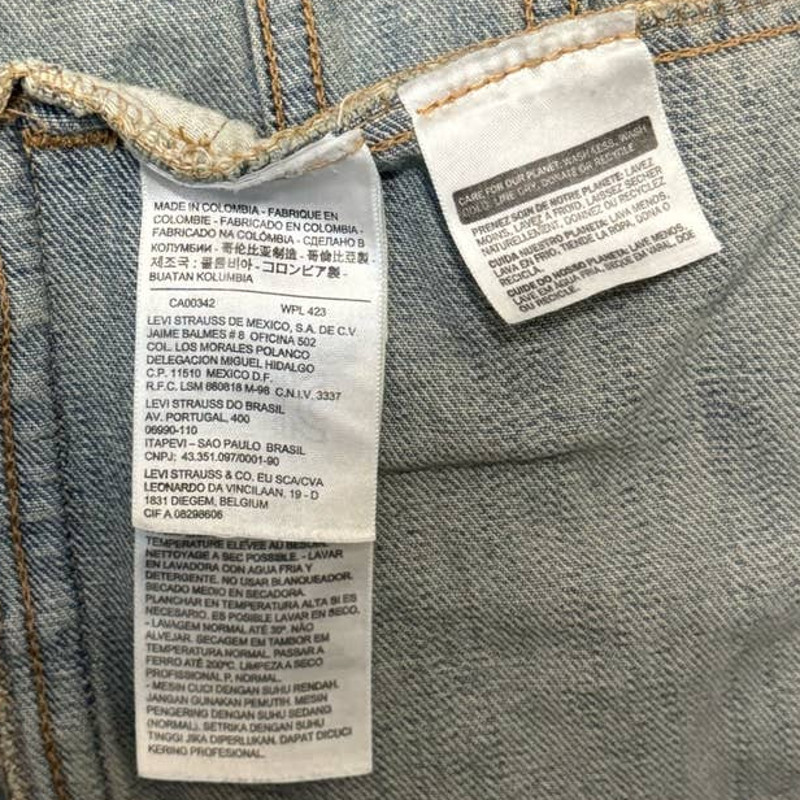 MADE IN COLOMBIA - FABRIQUE EN
COLOMBIE - FABRICADO EN COLOMBIA -
FABRICADO NA COLÔMBIA - СДЕЛАНО В
КОЛУМБИИ - 哥伦比亚制造 - 哥倫比亞製 -
제조국 : 콜롬비아 - コロンビア製 -
BUATAN KOLUMBIA
CA00342 WPL 423
LEVI STRAUSS DE MEXICO, S.A. DE C.V.
JAIME BALMES # 8 OFICINA 502
COL. LOS MORALES POLANCO
DELEGACION MIGUEL HIDALGO
C.P. 11510 MEXICO D.F.
R.F.C. LSM 860818 M-98 C.N.I.V. 3337
LEVI STRAUSS DO BRASIL
AV. PORTUGAL, 400
06990-110
ITAPEVI – SAO PAULO BRASIL
CNPJ; 43.351.097/0001-90
LEVI STRAUSS & CO. EU SCA/CVA
LEONARDO DA VINCILAAN, 19 - D
1831 DIEGEM, BELGIUM
CIF A 08298606
TEMPERATURE ELEVEE AU BESOIN.
NETTOYAGE A SEC POSSIBLE. - LAVAR
EN LAVADORA CON AGUA FRIA Y
DETERGENTE. NO USAR BLANQUEADOR.
SECADO MEDIO EN SECADORA.
PLANCHAR EN TEMPERATURA ALTA SI ES
NECESARIO. ES POSIBLE LAVAR EN SECO.
- LAVAGEM NORMAL ATÉ 30º. NÃO
ALVEJAR. SECAGEM EM TAMBOR EM
TEMPERATURA NORMAL. PASSAR A
FERRO ATÉ 200ºC. LIMPEZA A SECO
PROFISSIONAL P, NORMAL.
- MESIN CUCI DENGAN SUHU RENDAH.
JANGAN GUNAKAN PEMUTIH. MESIN
PENGERING DENGAN SUHU SEDANG
(NORMAL). SETRIKA DENGAN SUHU
TINGGI JIKA DIPERLUKAN. DAPAT DICUCI
KERING PROFESIONAL.
CARE FOR OUR PLANET: WASH LESS, WASH
COLD, LINE DRY, DONATE OR RECYCLE.
PRENEZ SOIN DE NOTRE PLANETE: LAVEZ
MOINS, LAVEZ À FROID, LAISSEZ SÉCHER
NATURELLEMENT, DONNEZ OU RECYCLEZ
CUIDA NUESTRO PLANETA: LAVA MENOS,
LAVA EN FRIO, TIENDE LA ROPA, DONA O
RECICLA.
CUIDE DO NOSSO PLANETA: LAVE MENOS,
LAVE EM AGUA FRIA, SEQUE EM VARAL, DOE
OU RECICLE.